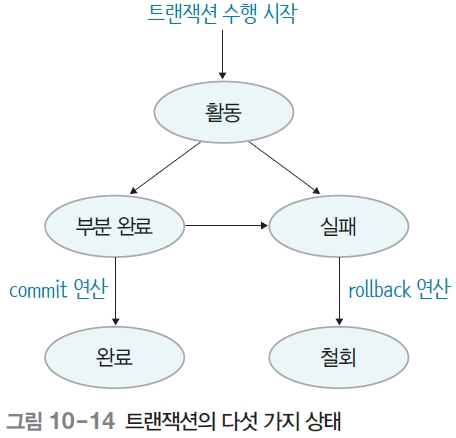 트랜잭션 수행 시작
활동
부분 완료
실패
commit 연산
rollback 연산
완료
철회
그림 10-14 트랜잭션의 다섯 가지 상태